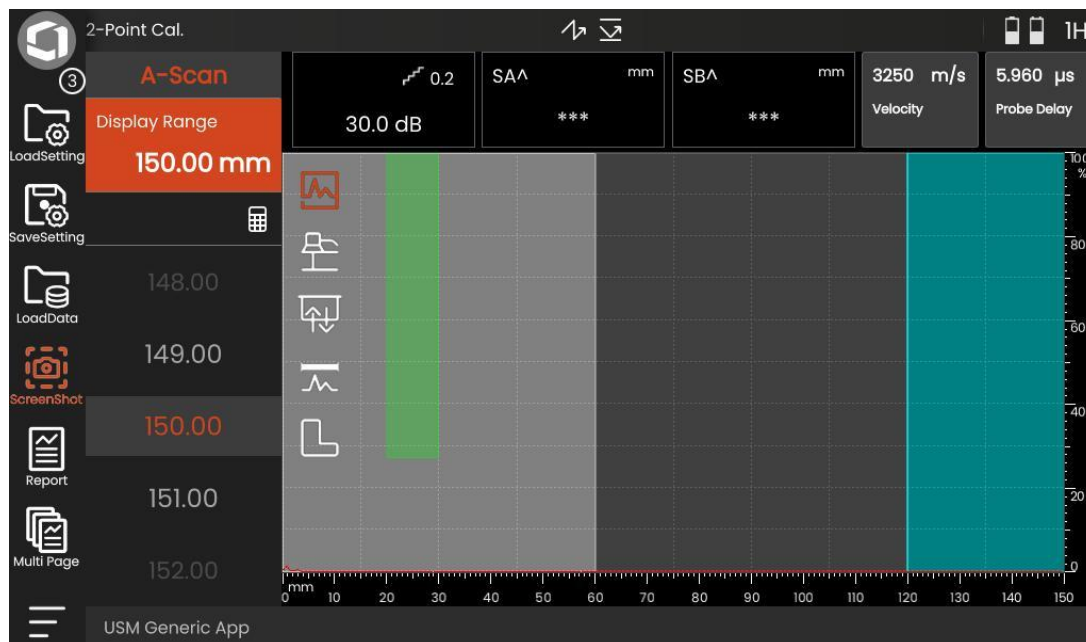 2-Point Cal.
1H
3
A-Scan
0.2
30.0 dB
SA^
mm
***
SB^
mm
***
3250 m/s
Velocity
5.960 µs
Probe Delay
Display Range
150.00 mm
LoadSetting
SaveSetting
LoadData
ScreenShot
Report
Multi Page
148.00
149.00
150.00
151.00
152.00
100
%
80
60
40
20
0
mm
0 10 20 30 40 50 60 70 80 90 100 110 120 130 140 150
USM Generic App